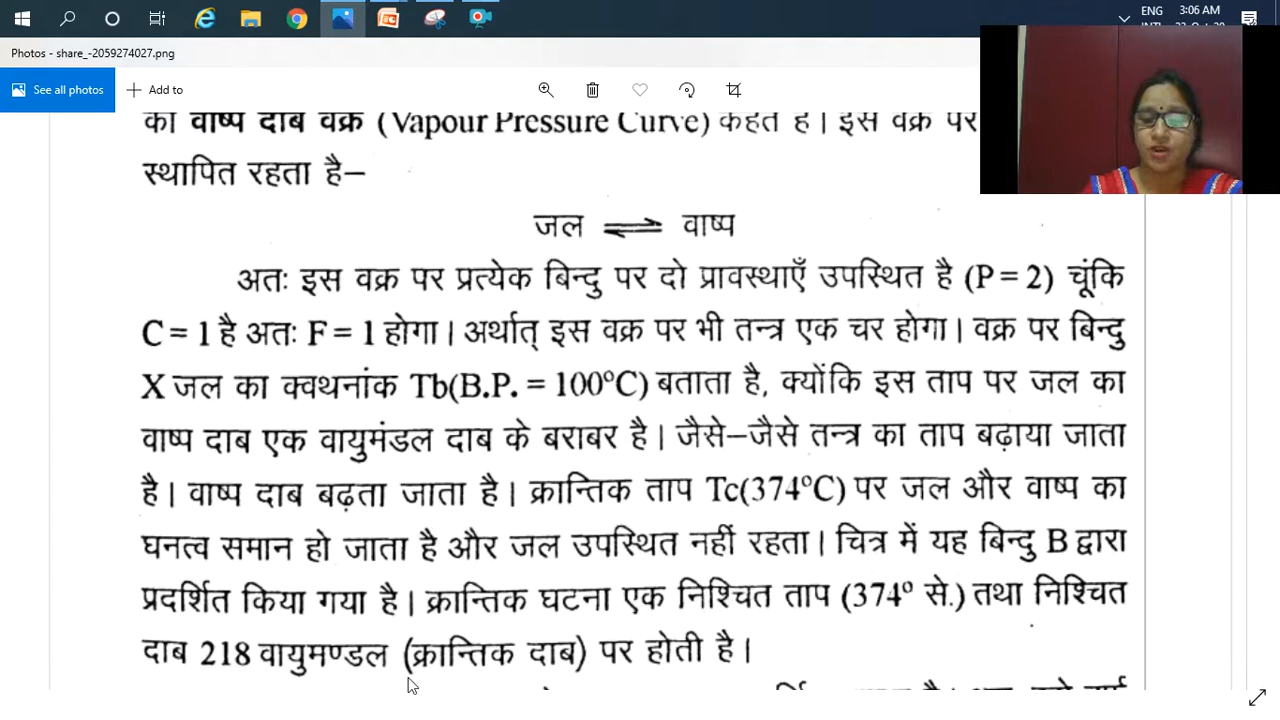 ENG
3:06 AM
Photos - share_-2059274027.png
See all photos
Add to
को वाष्प दाब वक्र (Vapour Pressure Curve) कहते हैं। इस वक्र पर
स्थापित रहता है–
जल ⇌ वाष्प
अतः इस वक्र पर प्रत्येक बिन्दु पर दो प्रावस्थाएँ उपस्थित है (P = 2) चूंकि
C = 1 है अतः F = 1 होगा। अर्थात् इस वक्र पर भी तन्त्र एक चर होगा। वक्र पर बिन्दु
X जल का क्वथनांक Tb(B.P. = 100°C) बताता है, क्योंकि इस ताप पर जल का
वाष्प दाब एक वायुमंडल दाब के बराबर है। जैसे–जैसे तन्त्र का ताप बढ़ाया जाता
है। वाष्प दाब बढ़ता जाता है। क्रान्तिक ताप Tc(374°C) पर जल और वाष्प का
घनत्व समान हो जाता है और जल उपस्थित नहीं रहता। चित्र में यह बिन्दु B द्वारा
प्रदर्शित किया गया है। क्रान्तिक घटना एक निश्चित ताप (374° से.) तथा निश्चित
दाब 218 वायुमण्डल (क्रान्तिक दाब) पर होती है।